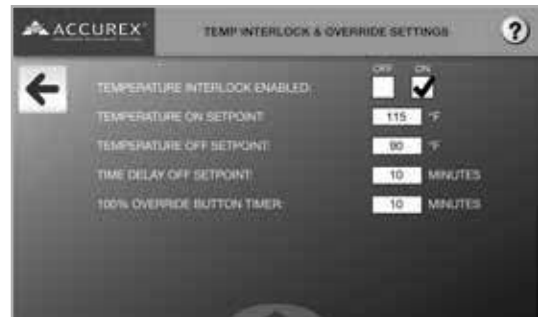 ACCUREX TEMP INTERLOCK & OVERRIDE SETTINGS ?
OFF ON
TEMPERATURE INTERLOCK ENABLED:
TEMPERATURE ON SETPOINT: 115 °F
TEMPERATURE OFF SETPOINT: 90 °F
TIME DELAY OFF SETPOINT: 10 MINUTES
100% OVERRIDE BUTTON TIMER: 10 MINUTES